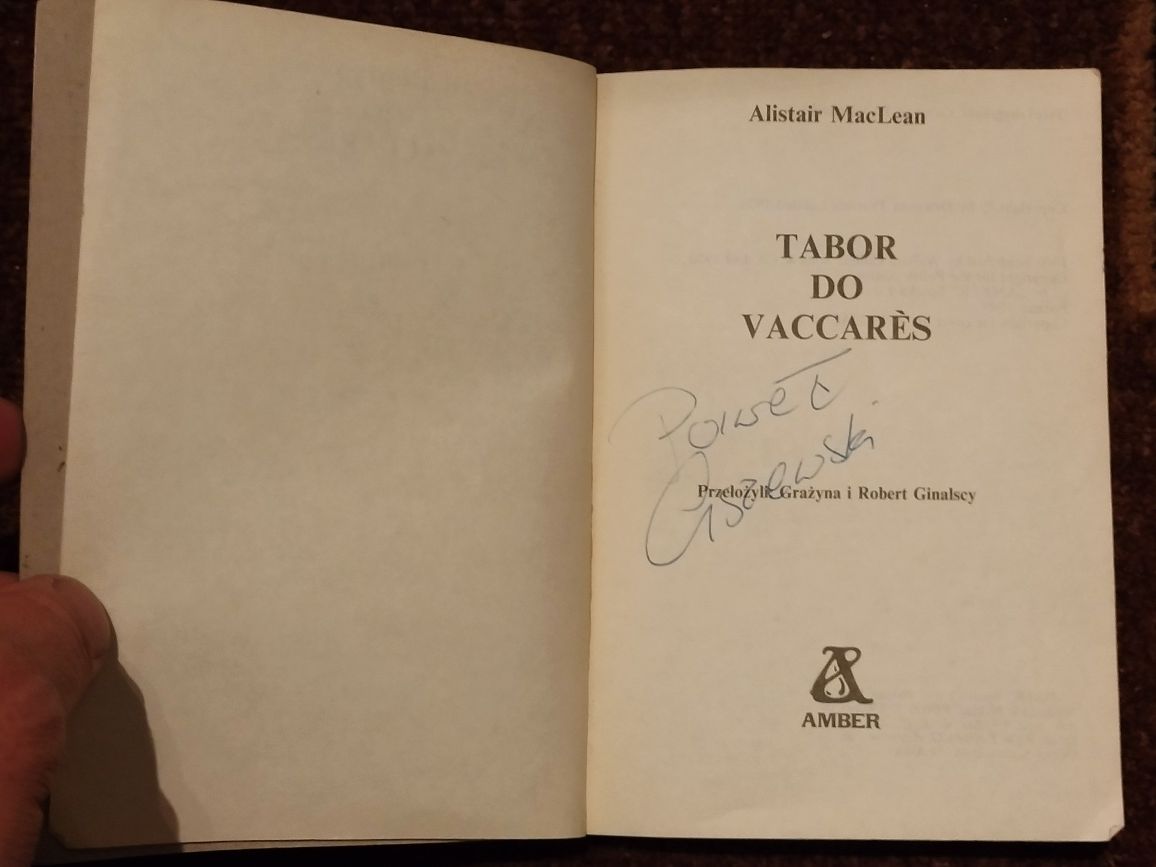 Alistair MacLean
TABOR
DO
VACCARÈS
Paweł
Przełożyli: Grażyna i Robert Ginalscy
AMBER